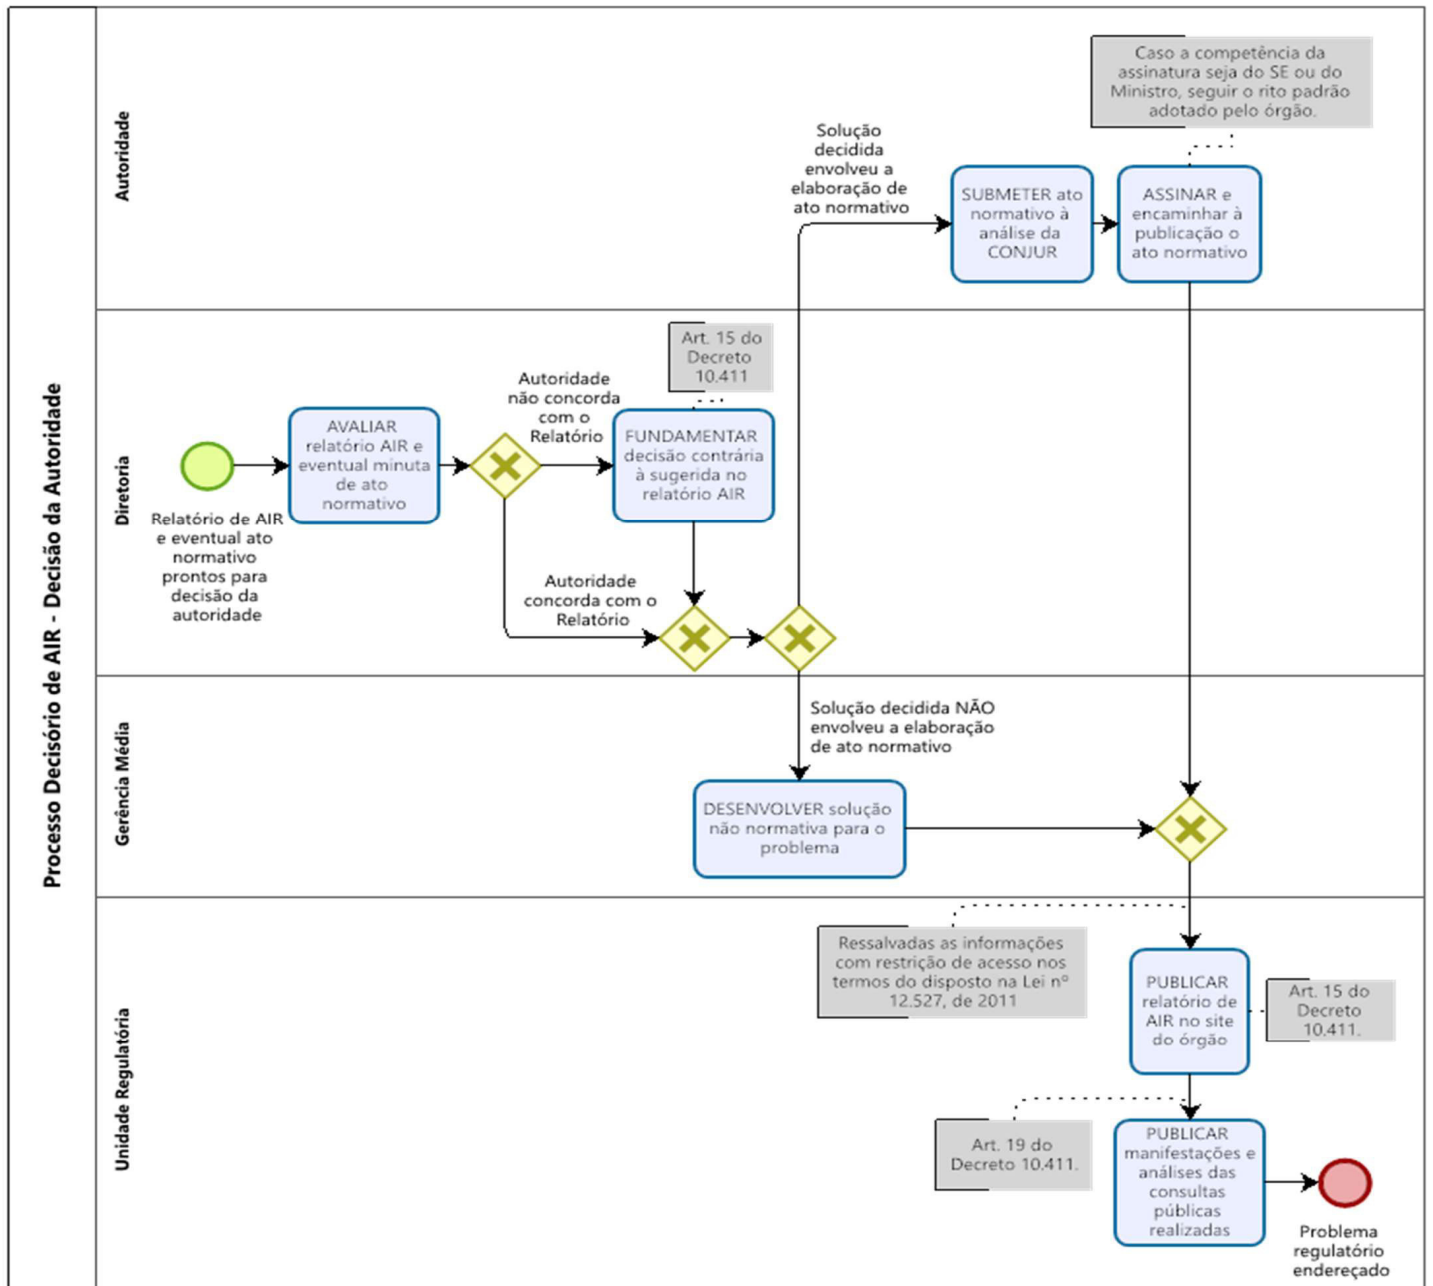 Processo Decisório de AIR - Decisão da Autoridade
Autoridade
Caso a competência da
assinatura seja do SE ou do
Ministro, seguir o rito padrão
adotado pelo órgão.
Solução
decidida
envolveu a
elaboração de
ato normativo
SUBMETER ato
normativo à
análise da
CONJUR
ASSINAR e
encaminhar à
publicação o
ato normativo
Diretoria
Relatório de AIR
e eventual ato
normativo
prontos para
decisão da
autoridade
AVALIAR
relatório AIR e
eventual minuta
de ato
normativo
Autoridade
não concorda
com o
Relatório
Art. 15 do
Decreto
10.411
FUNDAMENTAR
decisão contrária
à sugerida no
relatório AIR
Autoridade
concorda com o
Relatório
Gerência Média
Solução decidida NÃO
envolveu a elaboração
de ato normativo
DESENVOLVER solução
não normativa para o
problema
Unidade Regulatória
Ressalvadas as informações
com restrição de acesso nos
termos do disposto na Lei nº
12.527, de 2011
PUBLICAR
relatório de
AIR no site
do órgão
Art. 15 do
Decreto
10.411.
Art. 19 do
Decreto 10.411.
PUBLICAR
manifestações e
análises das
consultas
públicas
realizadas
Problema
regulatório
endereçado